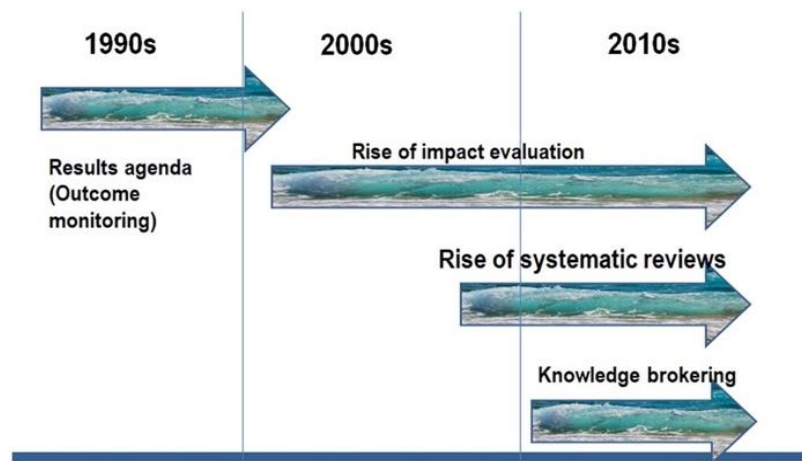 1990s
2000s
2010s
Results agenda
(Outcome
monitoring)
Rise of impact evaluation
Rise of systematic reviews
Knowledge brokering